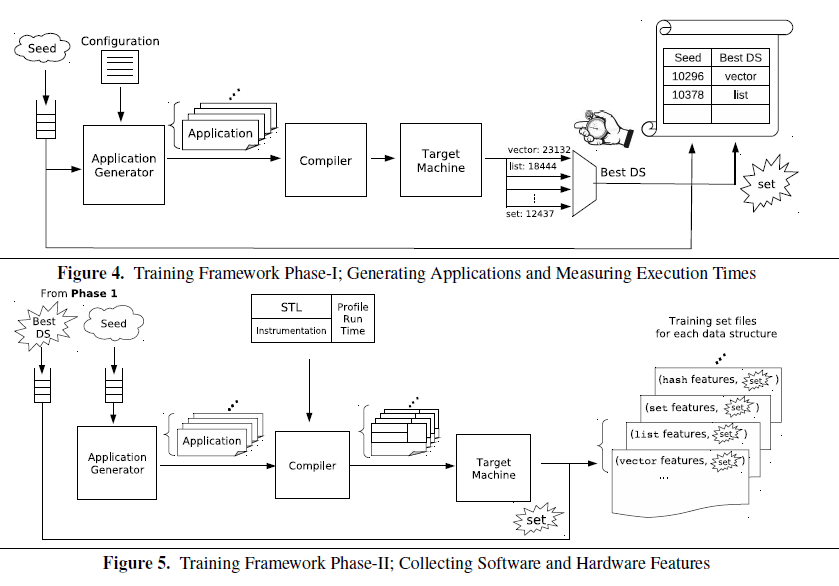 Seed
Configuration
Application
Generator
Application
Compiler
Target
Machine
vector: 23132
list: 18444
set: 12437
Best DS
Seed Best DS
10296 vector
10378 list
set
Figure 4. Training Framework Phase-I; Generating Applications and Measuring Execution Times
From Phase 1
Best
DS
Seed
STL
Instrumentation
Profile
Run
Time
Application
Generator
Application
Compiler
Target
Machine
set
Training set files
for each data structure
(hash features, set )
(set features, set )
(list features, set )
(vector features, set )
...
Figure 5. Training Framework Phase-II; Collecting Software and Hardware Features